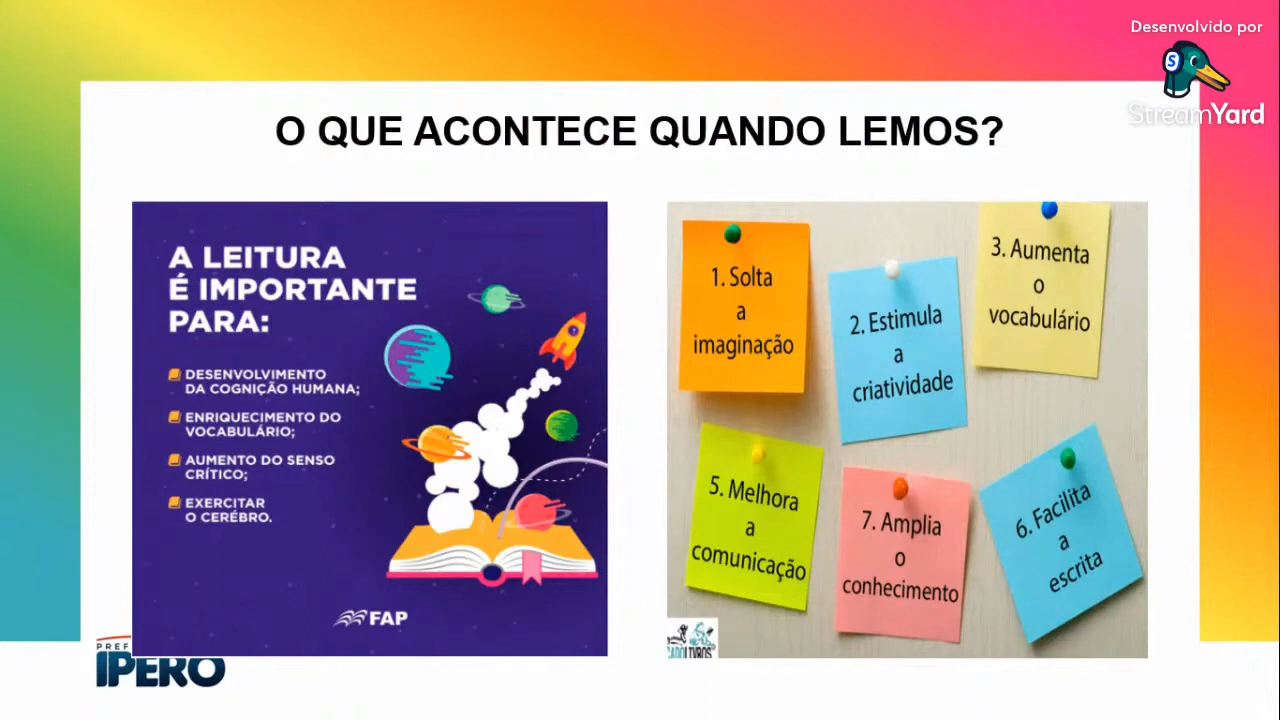 Desenvolvido por
StreamYard
O QUE ACONTECE QUANDO LEMOS?
A LEITURA
É IMPORTANTE
PARA:
DESENVOLVIMENTO
DA COGNIÇÃO HUMANA;
ENRIQUECIMENTO DO
VOCABULÁRIO;
AUMENTO DO SENSO
CRÍTICO;
EXERCITAR
O CERÉBRO.
FAP
1. Solta
a
imaginação
2. Estimula
a
criatividade
3. Aumenta
o
vocabulário
5. Melhora
a
comunicação
7. Amplia
o
conhecimento
6. Facilita
a
escrita
IPERÓ